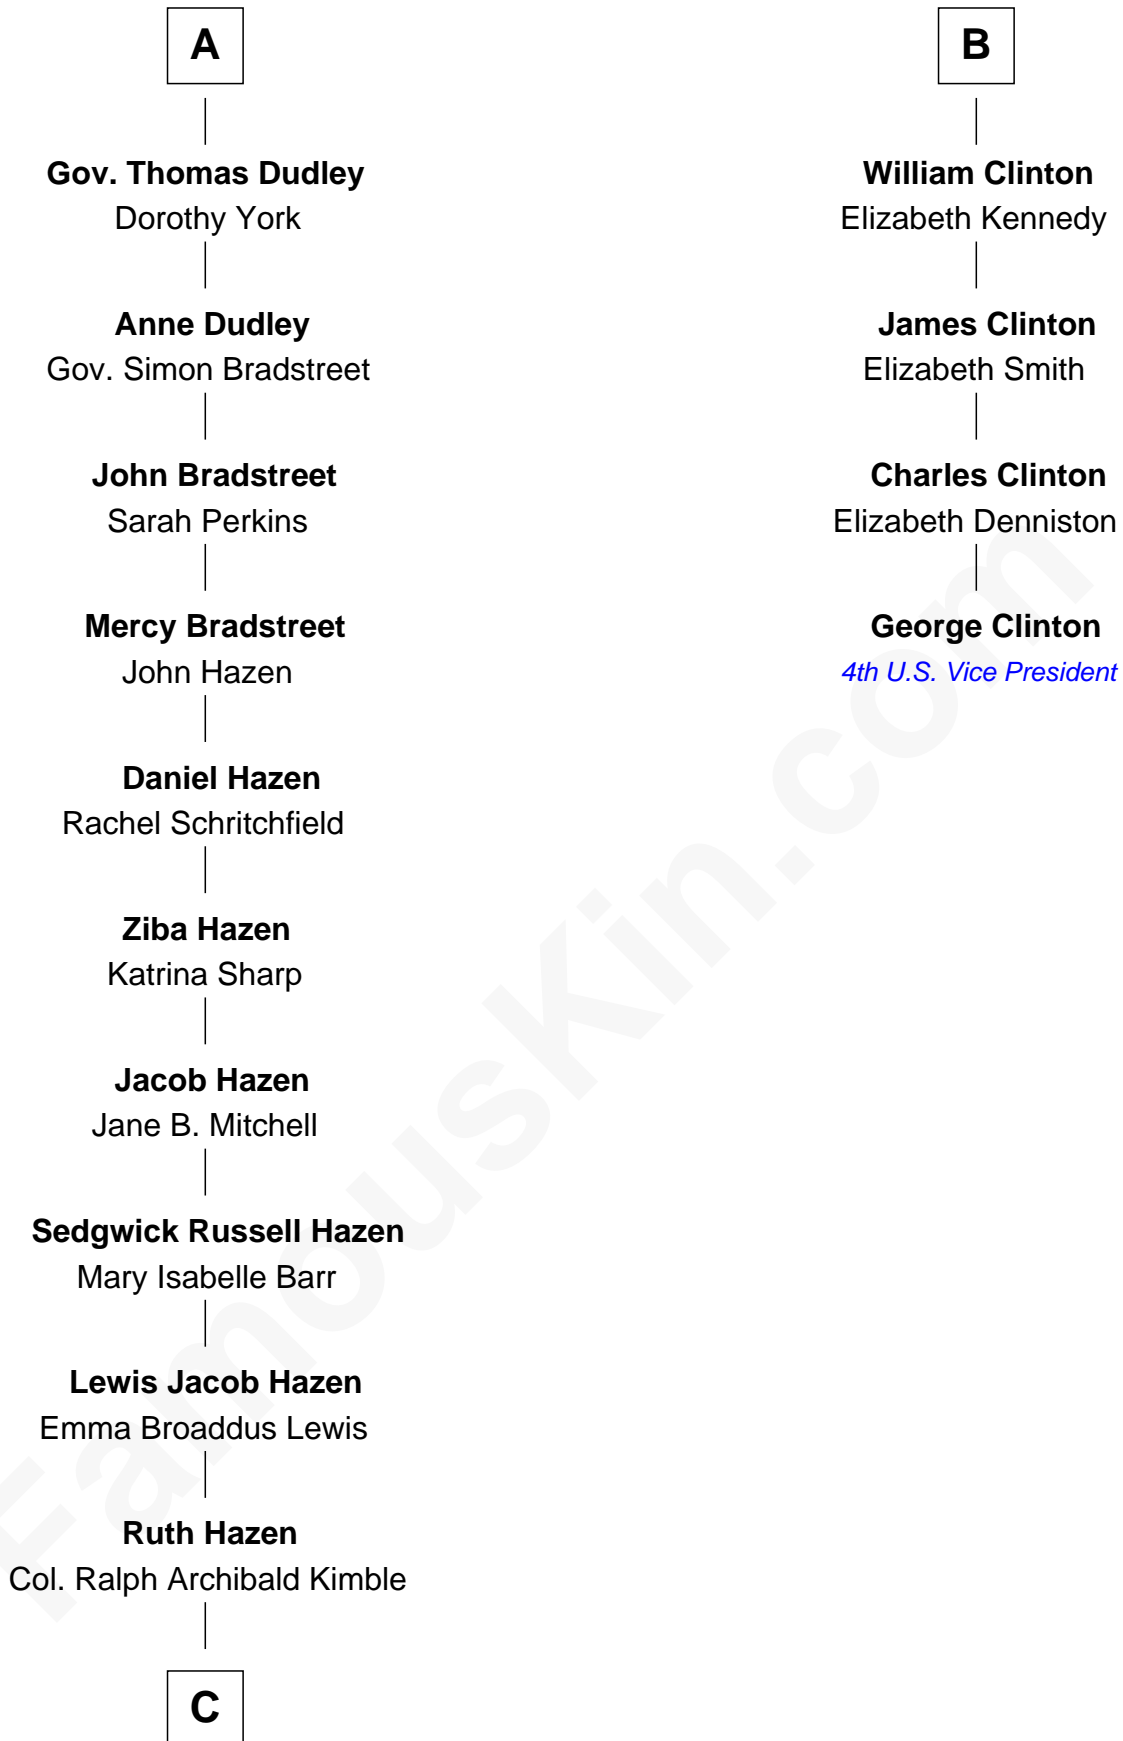 A
Gov. Thomas Dudley
Dorothy York
Anne Dudley
Gov. Simon Bradstreet
John Bradstreet
Sarah Perkins
Mercy Bradstreet
John Hazen
Daniel Hazen
Rachel Schritchfield
Ziba Hazen
Katrina Sharp
Jacob Hazen
Jane B. Mitchell
Sedgwick Russell Hazen
Mary Isabelle Barr
Lewis Jacob Hazen
Emma Broaddus Lewis
Ruth Hazen
Col. Ralph Archibald Kimble
C
B
William Clinton
Elizabeth Kennedy
James Clinton
Elizabeth Smith
Charles Clinton
Elizabeth Denniston
George Clinton
4th U.S. Vice President
FamousKin.com